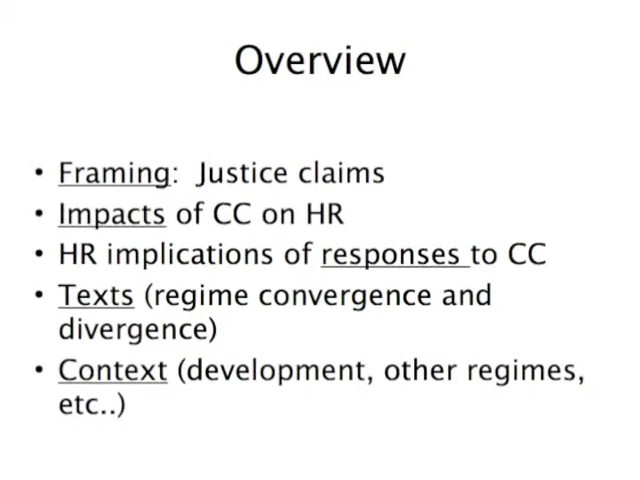 Overview
• Framing:  Justice claims
• Impacts of CC on HR
• HR implications of responses to CC
• Texts (regime convergence and
divergence)
• Context (development, other regimes,
etc..)